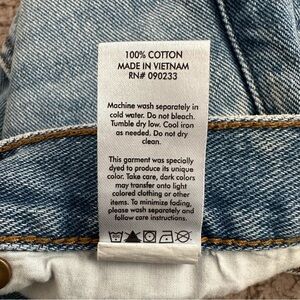 100% COTTON
MADE IN VIETNAM
RN# 090233
Machine wash separately in
cold water. Do not bleach.
Tumble dry low. Cool iron
as needed. Do not dry
clean.
This garment was specially
dyed to produce its unique
color. Take care, dark colors
may transfer onto light
colored clothing or other
items. To minimize fading,
please wash separately and
follow care instructions.